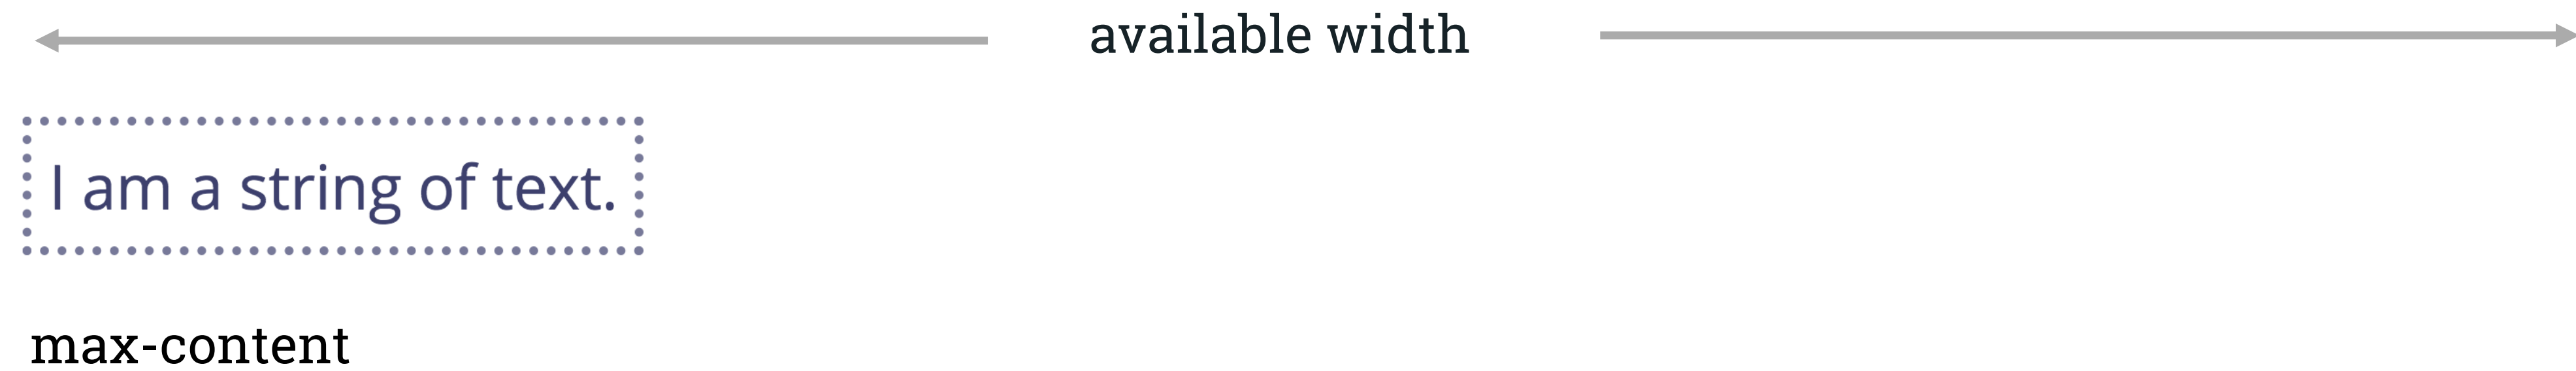 available width
I am a string of text.
max-content